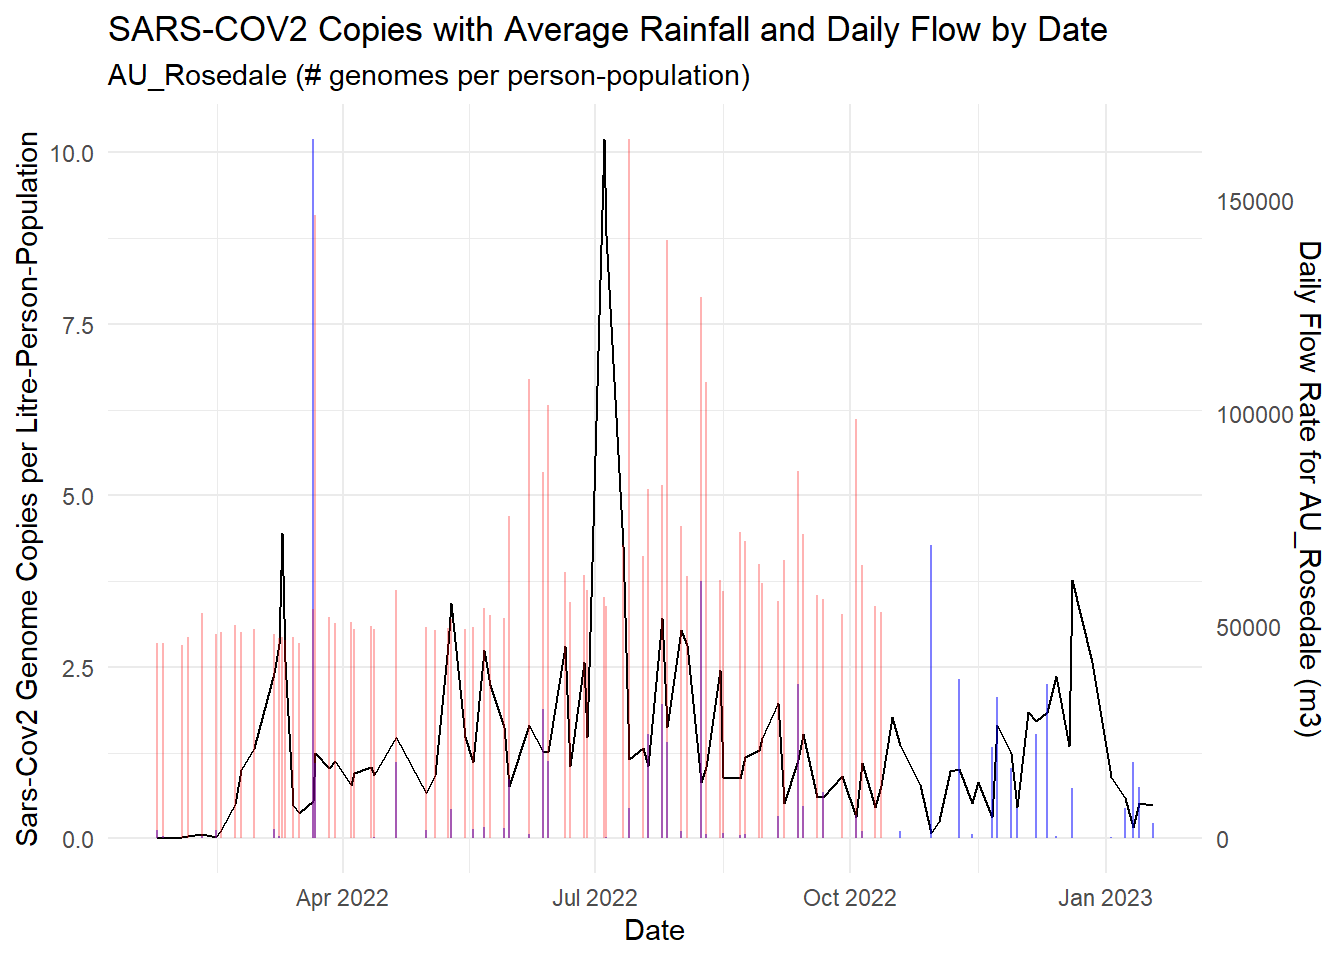 SARS-COV2 Copies with Average Rainfall and Daily Flow by Date
AU_Rosedale (# genomes per person-population)
Sars-Cov2 Genome Copies per Litre-Person-Population
10.0
7.5
5.0
2.5
0.0
150000
100000
50000
0
Daily Flow Rate for AU_Rosedale (m3)
Apr 2022
Jul 2022
Oct 2022
Jan 2023
Date